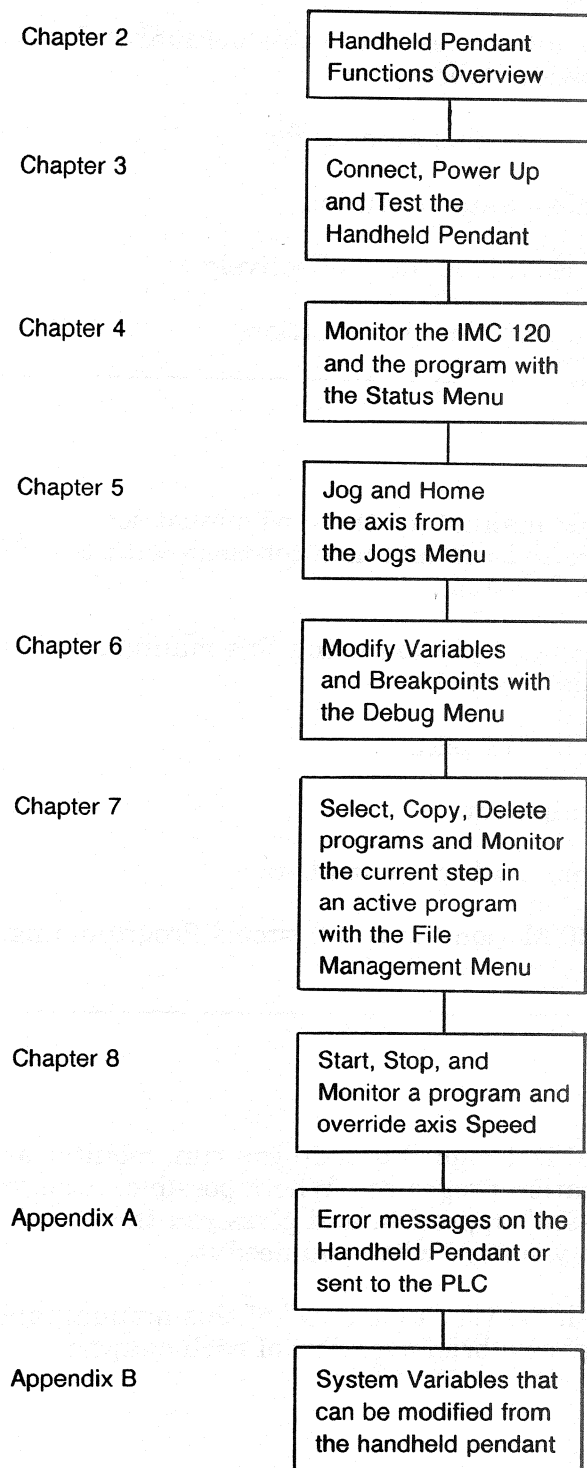 Chapter 2
Handheld Pendant
Functions Overview
Chapter 3
Connect, Power Up
and Test the
Handheld Pendant
Chapter 4
Monitor the IMC 120
and the program with
the Status Menu
Chapter 5
Jog and Home
the axis from
the Jogs Menu
Chapter 6
Modify Variables
and Breakpoints with
the Debug Menu
Chapter 7
Select, Copy, Delete
programs and Monitor
the current step in
an active program
with the File
Management Menu
Chapter 8
Start, Stop, and
Monitor a program and
override axis Speed
Appendix A
Error messages on the
Handheld Pendant or
sent to the PLC
Appendix B
System Variables that
can be modified from
the handheld pendant